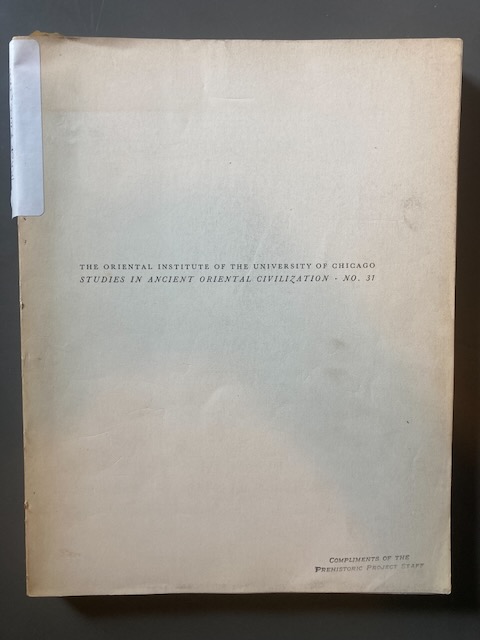 THE ORIENTAL INSTITUTE OF THE UNIVERSITY OF CHICAGO
STUDIES IN ANCIENT ORIENTAL CIVILIZATION · NO. 31
COMPLIMENTS OF THE
PREHISTORIC PROJECT STAFF